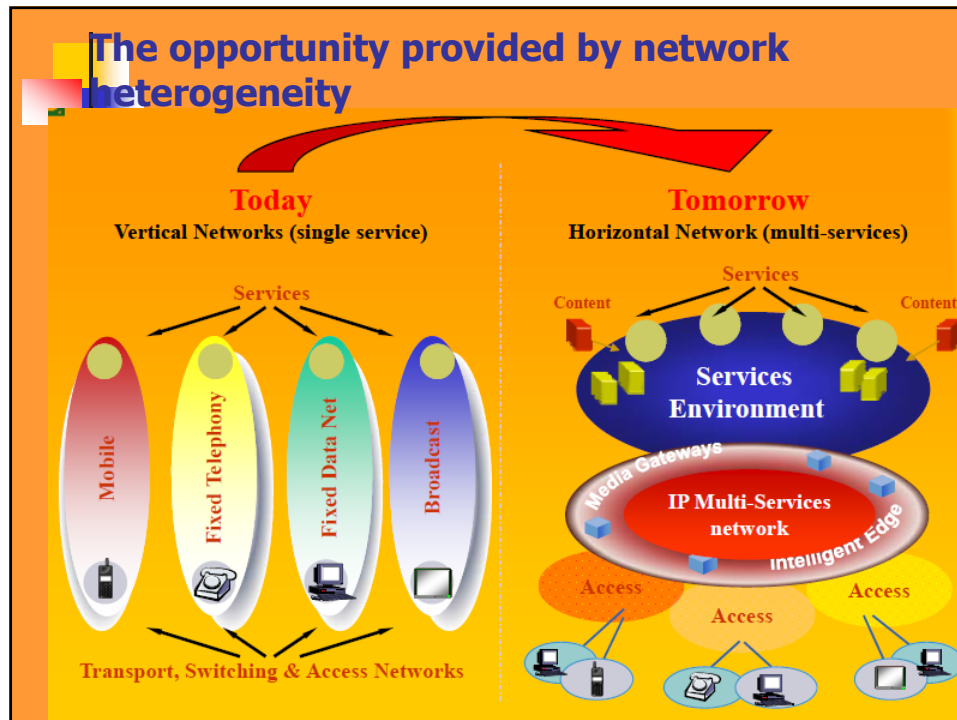 The opportunity provided by network
heterogeneity
Today
Vertical Networks (single service)
Services
Mobile
Fixed Telephony
Fixed Data Net
Broadcast
Transport, Switching & Access Networks
Tomorrow
Horizontal Network (multi-services)
Services
Content
Content
Services
Environment
Media Gateways
IP Multi-Services
network
Intelligent Edge
Access
Access
Access